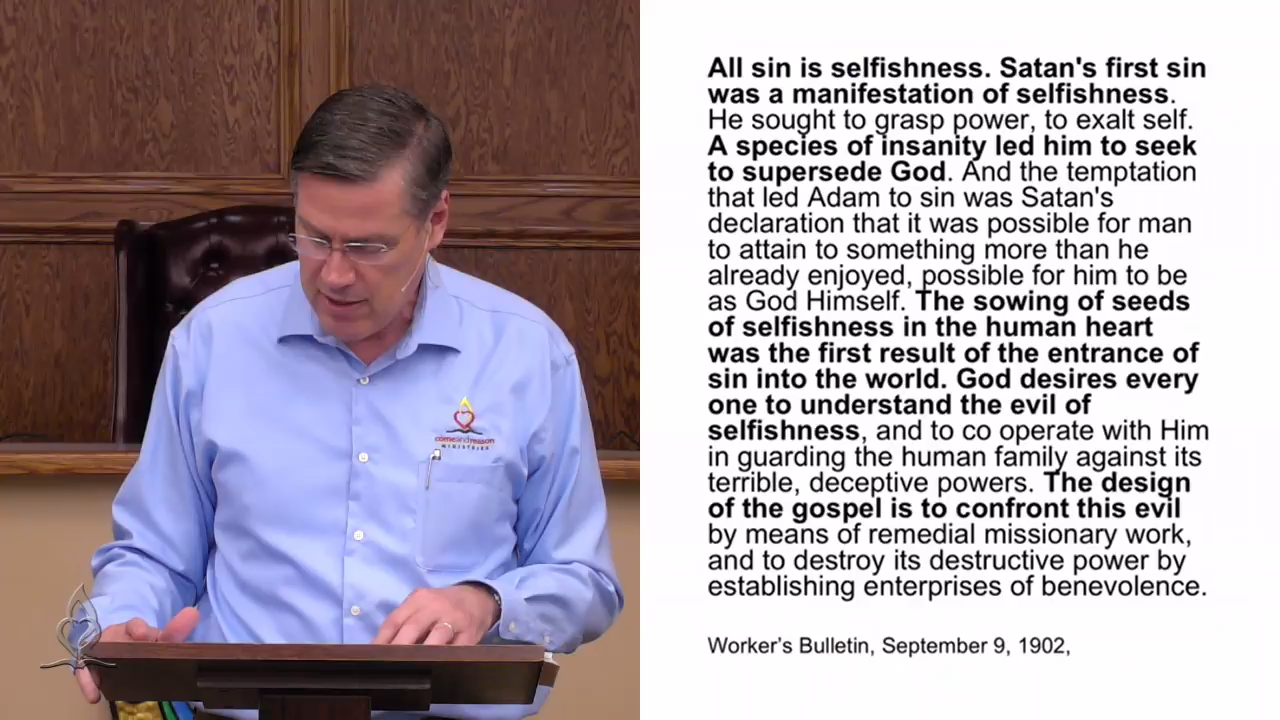 comeandreason
MINISTRIES
All sin is selfishness. Satan's first sin
was a manifestation of selfishness.
He sought to grasp power, to exalt self.
A species of insanity led him to seek
to supersede God. And the temptation
that led Adam to sin was Satan's
declaration that it was possible for man
to attain to something more than he
already enjoyed, possible for him to be
as God Himself. The sowing of seeds
of selfishness in the human heart
was the first result of the entrance of
sin into the world. God desires every
one to understand the evil of
selfishness, and to co operate with Him
in guarding the human family against its
terrible, deceptive powers. The design
of the gospel is to confront this evil
by means of remedial missionary work,
and to destroy its destructive power by
establishing enterprises of benevolence.
Worker's Bulletin, September 9, 1902,